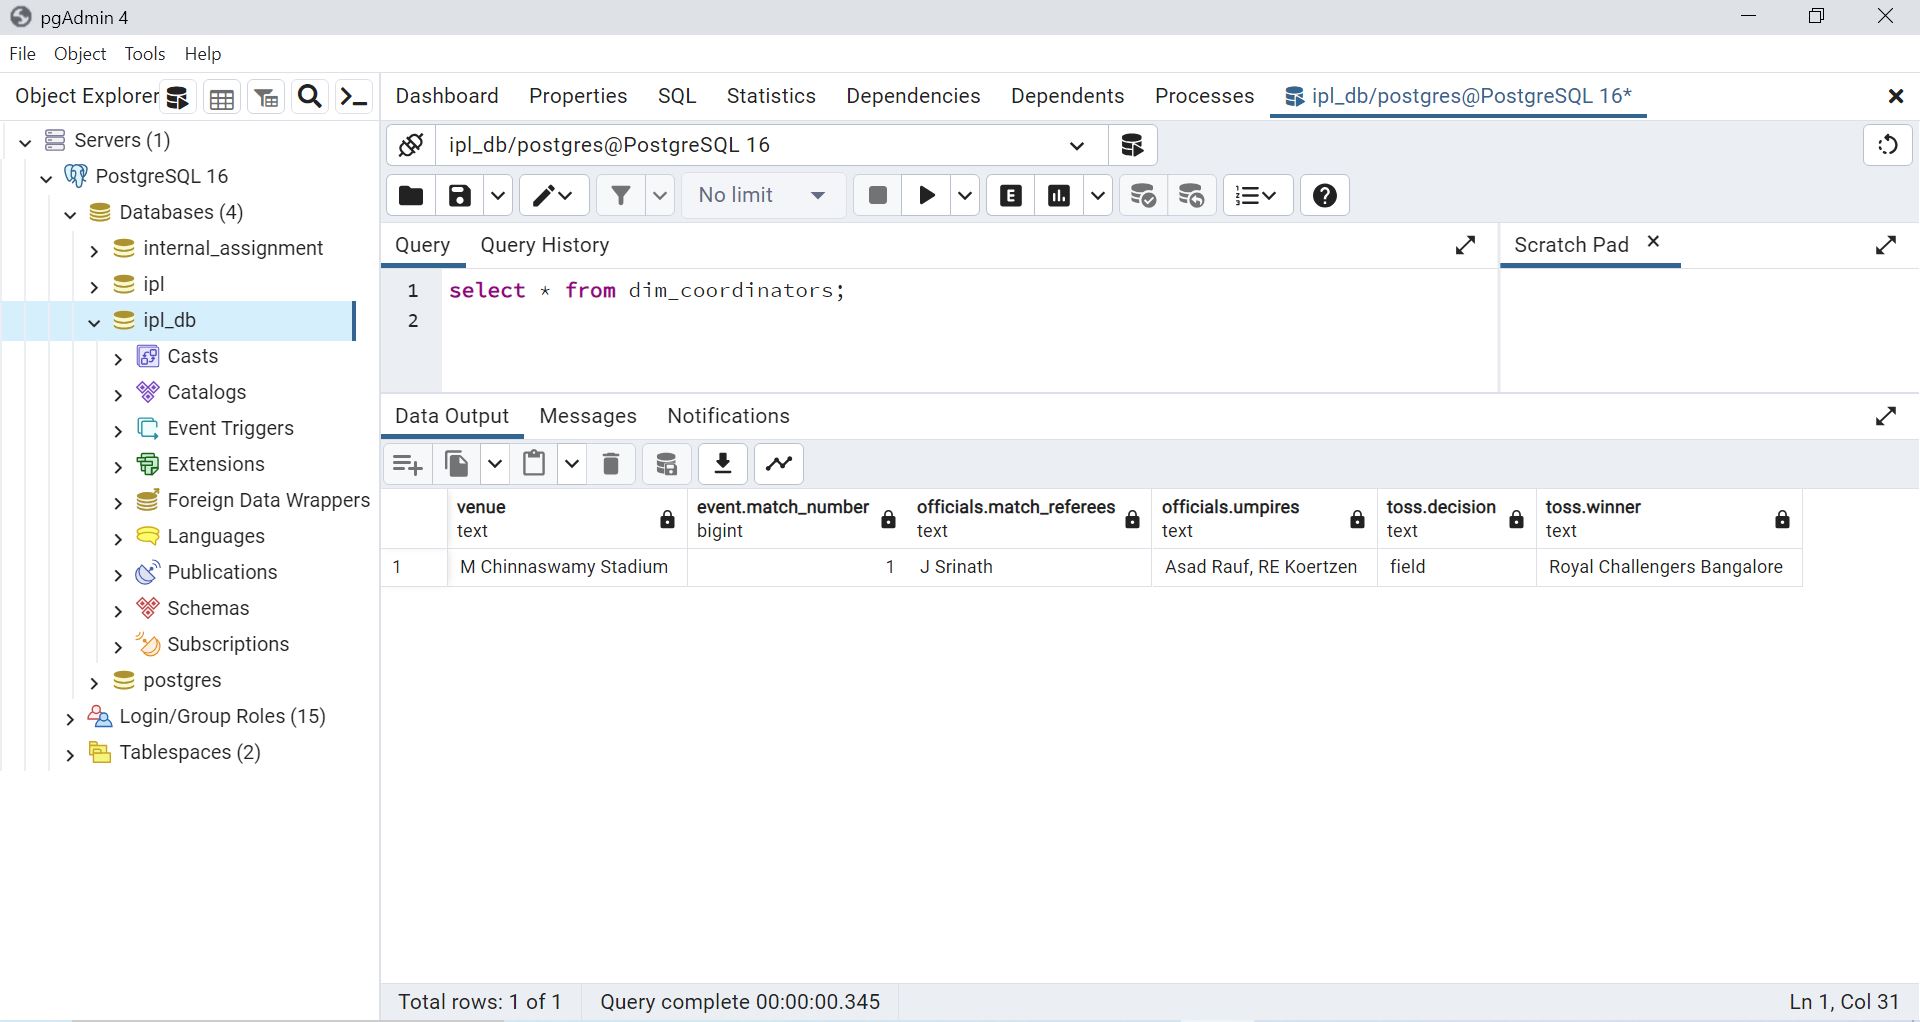 pgAdmin 4
File Object Tools Help
Object Explorer
Dashboard Properties SQL Statistics Dependencies Dependents Processes ipl_db/postgres@PostgreSQL 16*
Servers (1)
PostgreSQL 16
Databases (4)
internal_assignment
ipl
ipl_db
Casts
Catalogs
Event Triggers
Extensions
Foreign Data Wrappers
Languages
Publications
Schemas
Subscriptions
postgres
Login/Group Roles (15)
Tablespaces (2)
ipl_db/postgres@PostgreSQL 16
No limit
E
Query Query History
Scratch Pad
1 select * from dim_coordinators;
2
Data Output Messages Notifications
venue event.match_number officials.match_referees officials.umpires toss.decision toss.winner
text bigint text text text text
1 M Chinnaswamy Stadium 1 J Srinath Asad Rauf, RE Koertzen field Royal Challengers Bangalore
Total rows: 1 of 1 Query complete 00:00:00.345 Ln 1, Col 31